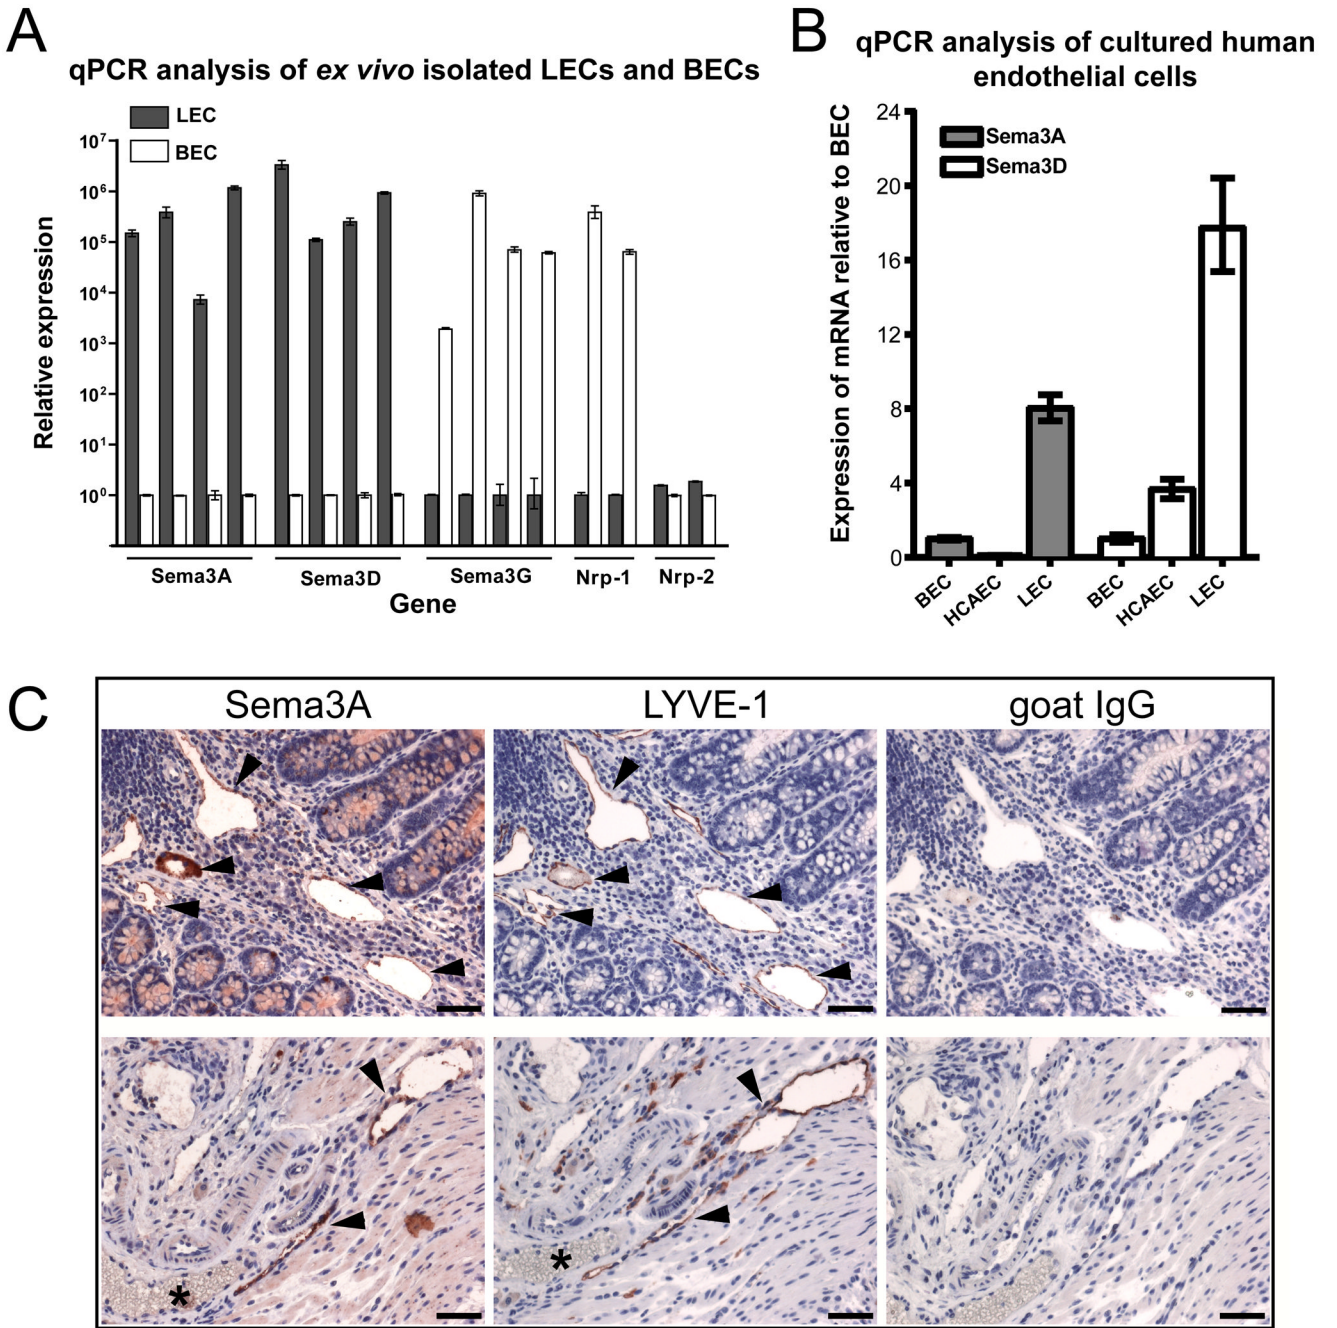 A
qPCR analysis of ex vivo isolated LECs and BECs
LEC
BEC
Relative expression
10⁷
10⁶
10⁵
10⁴
10³
10²
10¹
10⁰
Sema3A Sema3D Sema3G Nrp-1 Nrp-2
Gene
B
qPCR analysis of cultured human
endothelial cells
Sema3A
Sema3D
Expression of mRNA relative to BEC
24
20
16
12
8
4
0
BEC HCAEC LEC BEC HCAEC LEC
C
Sema3A LYVE-1 goat IgG
*
*